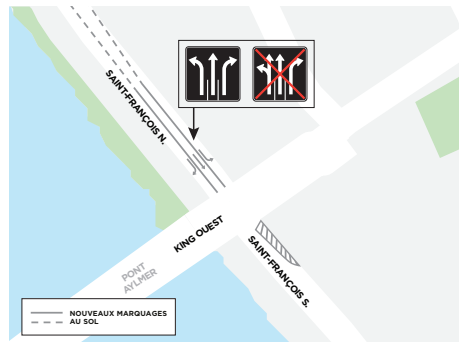 SAINT-FRANÇOIS N.
KING OUEST
SAINT-FRANÇOIS S.
PONT
AYLMER
NOUVEAUX MARQUAGES
AU SOL